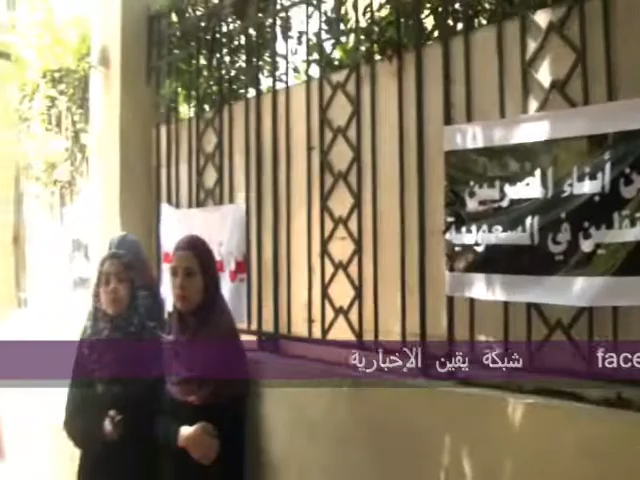 ن أبناء المصريين
تقلين في السعودية
شبكة يقين الإخبارية
face